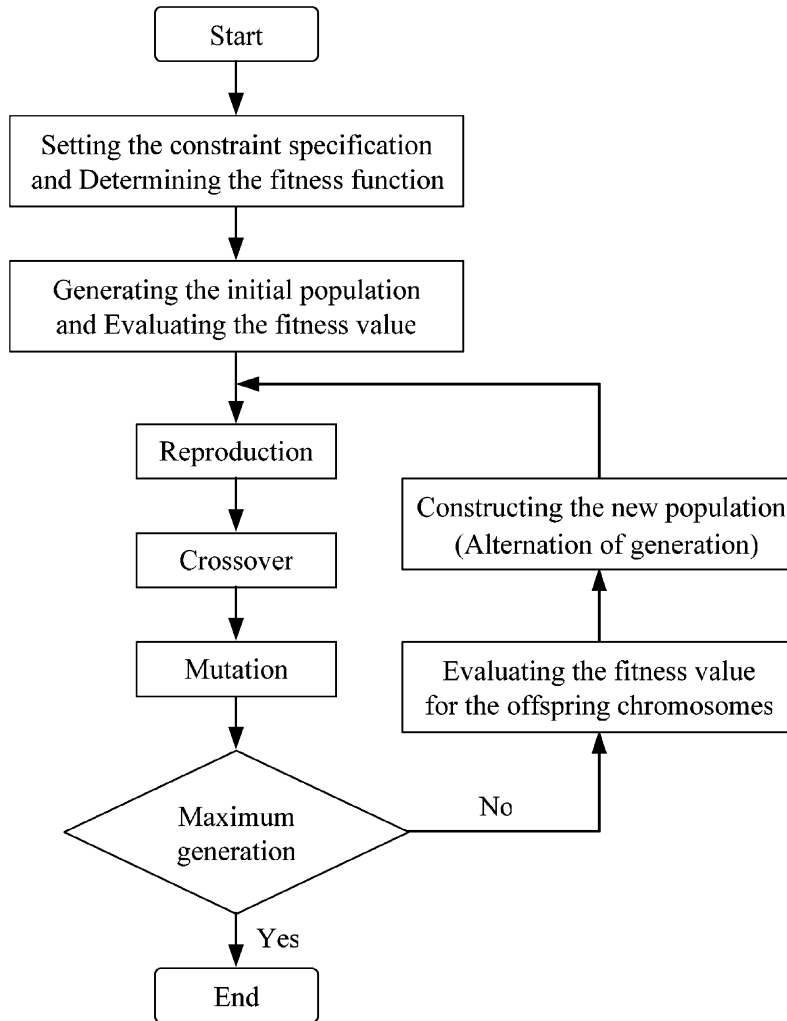 Start
Setting the constraint specification
and Determining the fitness function
Generating the initial population
and Evaluating the fitness value
Reproduction
Crossover
Mutation
Maximum
generation
Yes
End
No
Evaluating the fitness value
for the offspring chromosomes
Constructing the new population
(Alternation of generation)